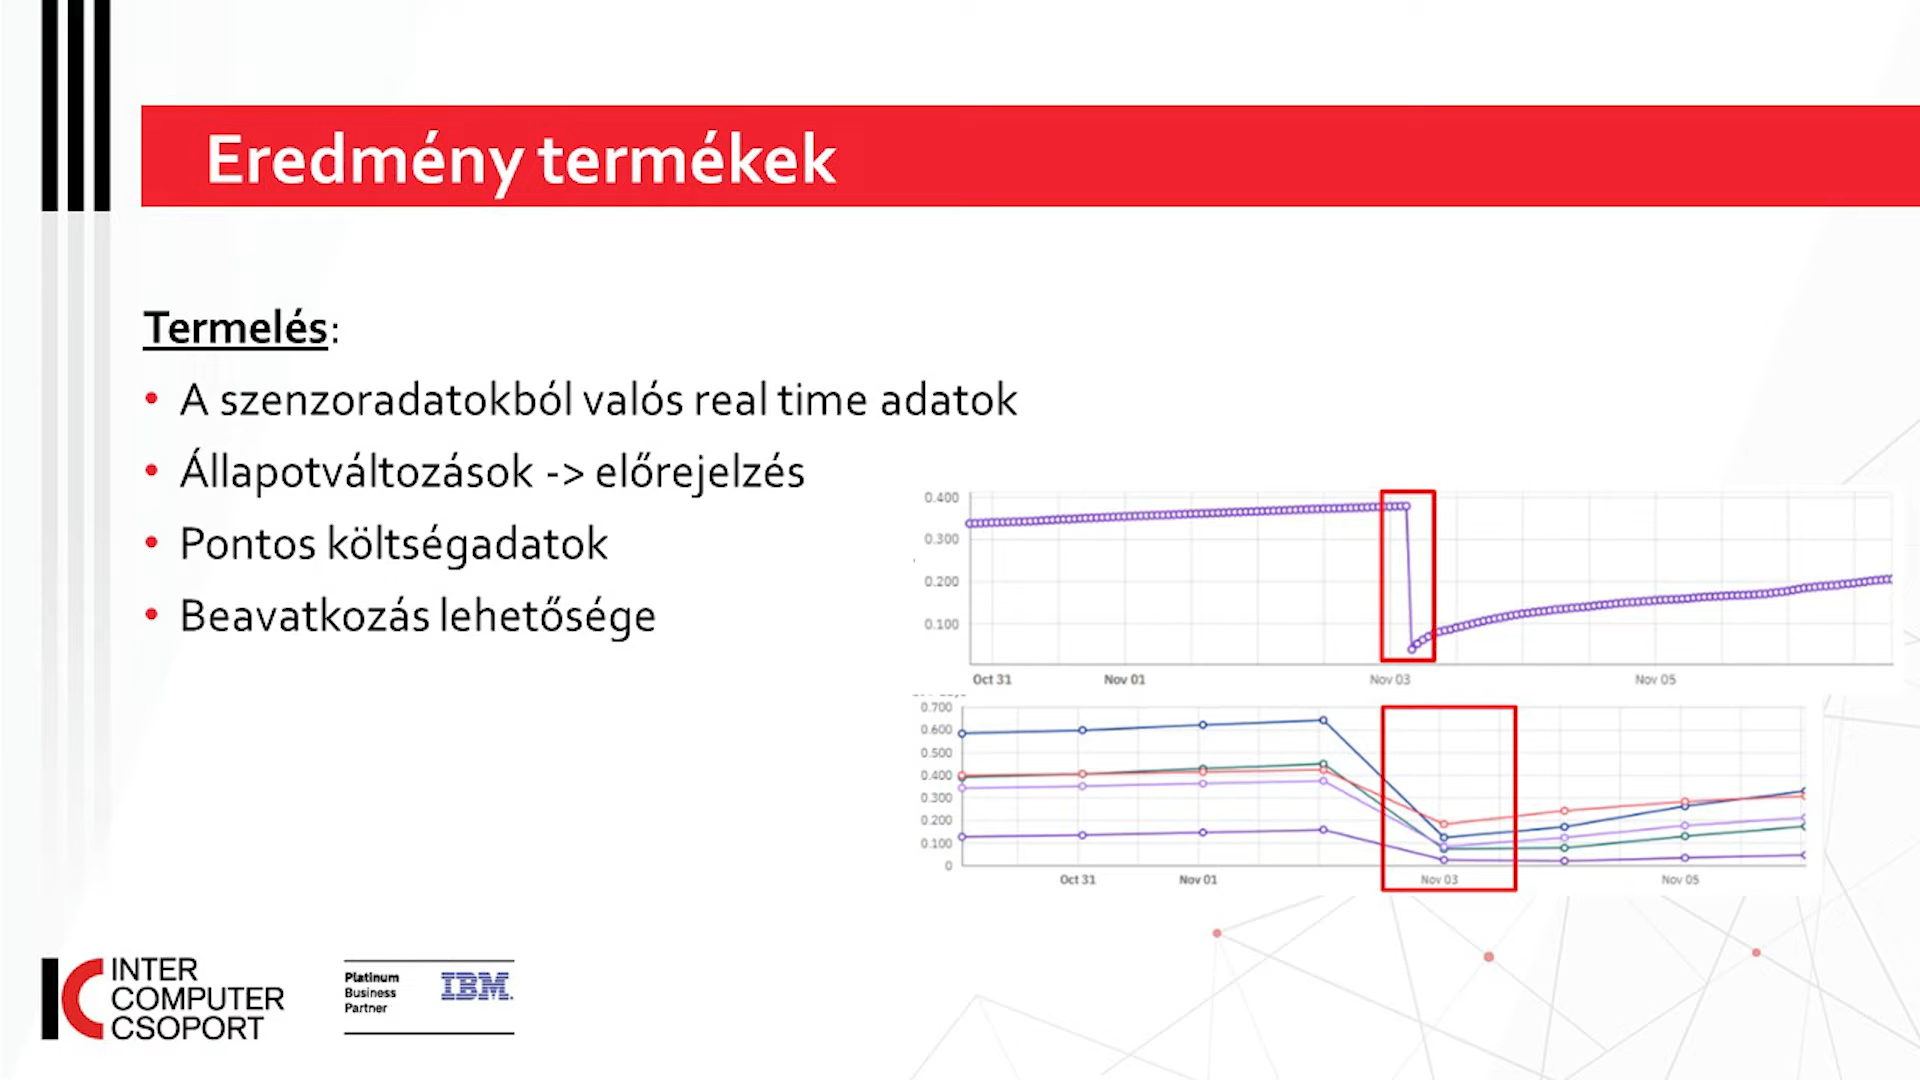 Eredmény termékek
Termelés:
• A szenzoradatokból valós real time adatok
• Állapotváltozások -> előrejelzés
• Pontos költségadatok
• Beavatkozás lehetősége
0.400
0.300
0.200
0.100
Oct 31 Nov 01 Nov 03 Nov 05
0.700
0.600
0.500
0.400
0.300
0.200
0.100
0
Oct 31 Nov 01 Nov 03 Nov 05
INTER
COMPUTER
CSOPORT
Platinum
Business
Partner
IBM.